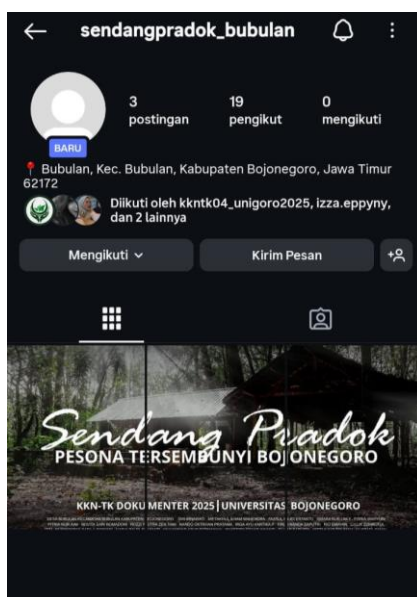 sendangpradok_bubulan
3
postingan
19
pengikut
0
mengikuti
BARU
Bubulan, Kec. Bubulan, Kabupaten Bojonegoro, Jawa Timur
62172
Diikuti oleh kkntk04_unigoro2025, izza.eppyny,
dan 2 lainnya
Mengikuti
Kirim Pesan
Sendang Pradok
PESONA TERSEMBUNYI BOJONEGORO
KKN-TK DOKUMENTER 2025 | UNIVERSITAS BOJONEGORO